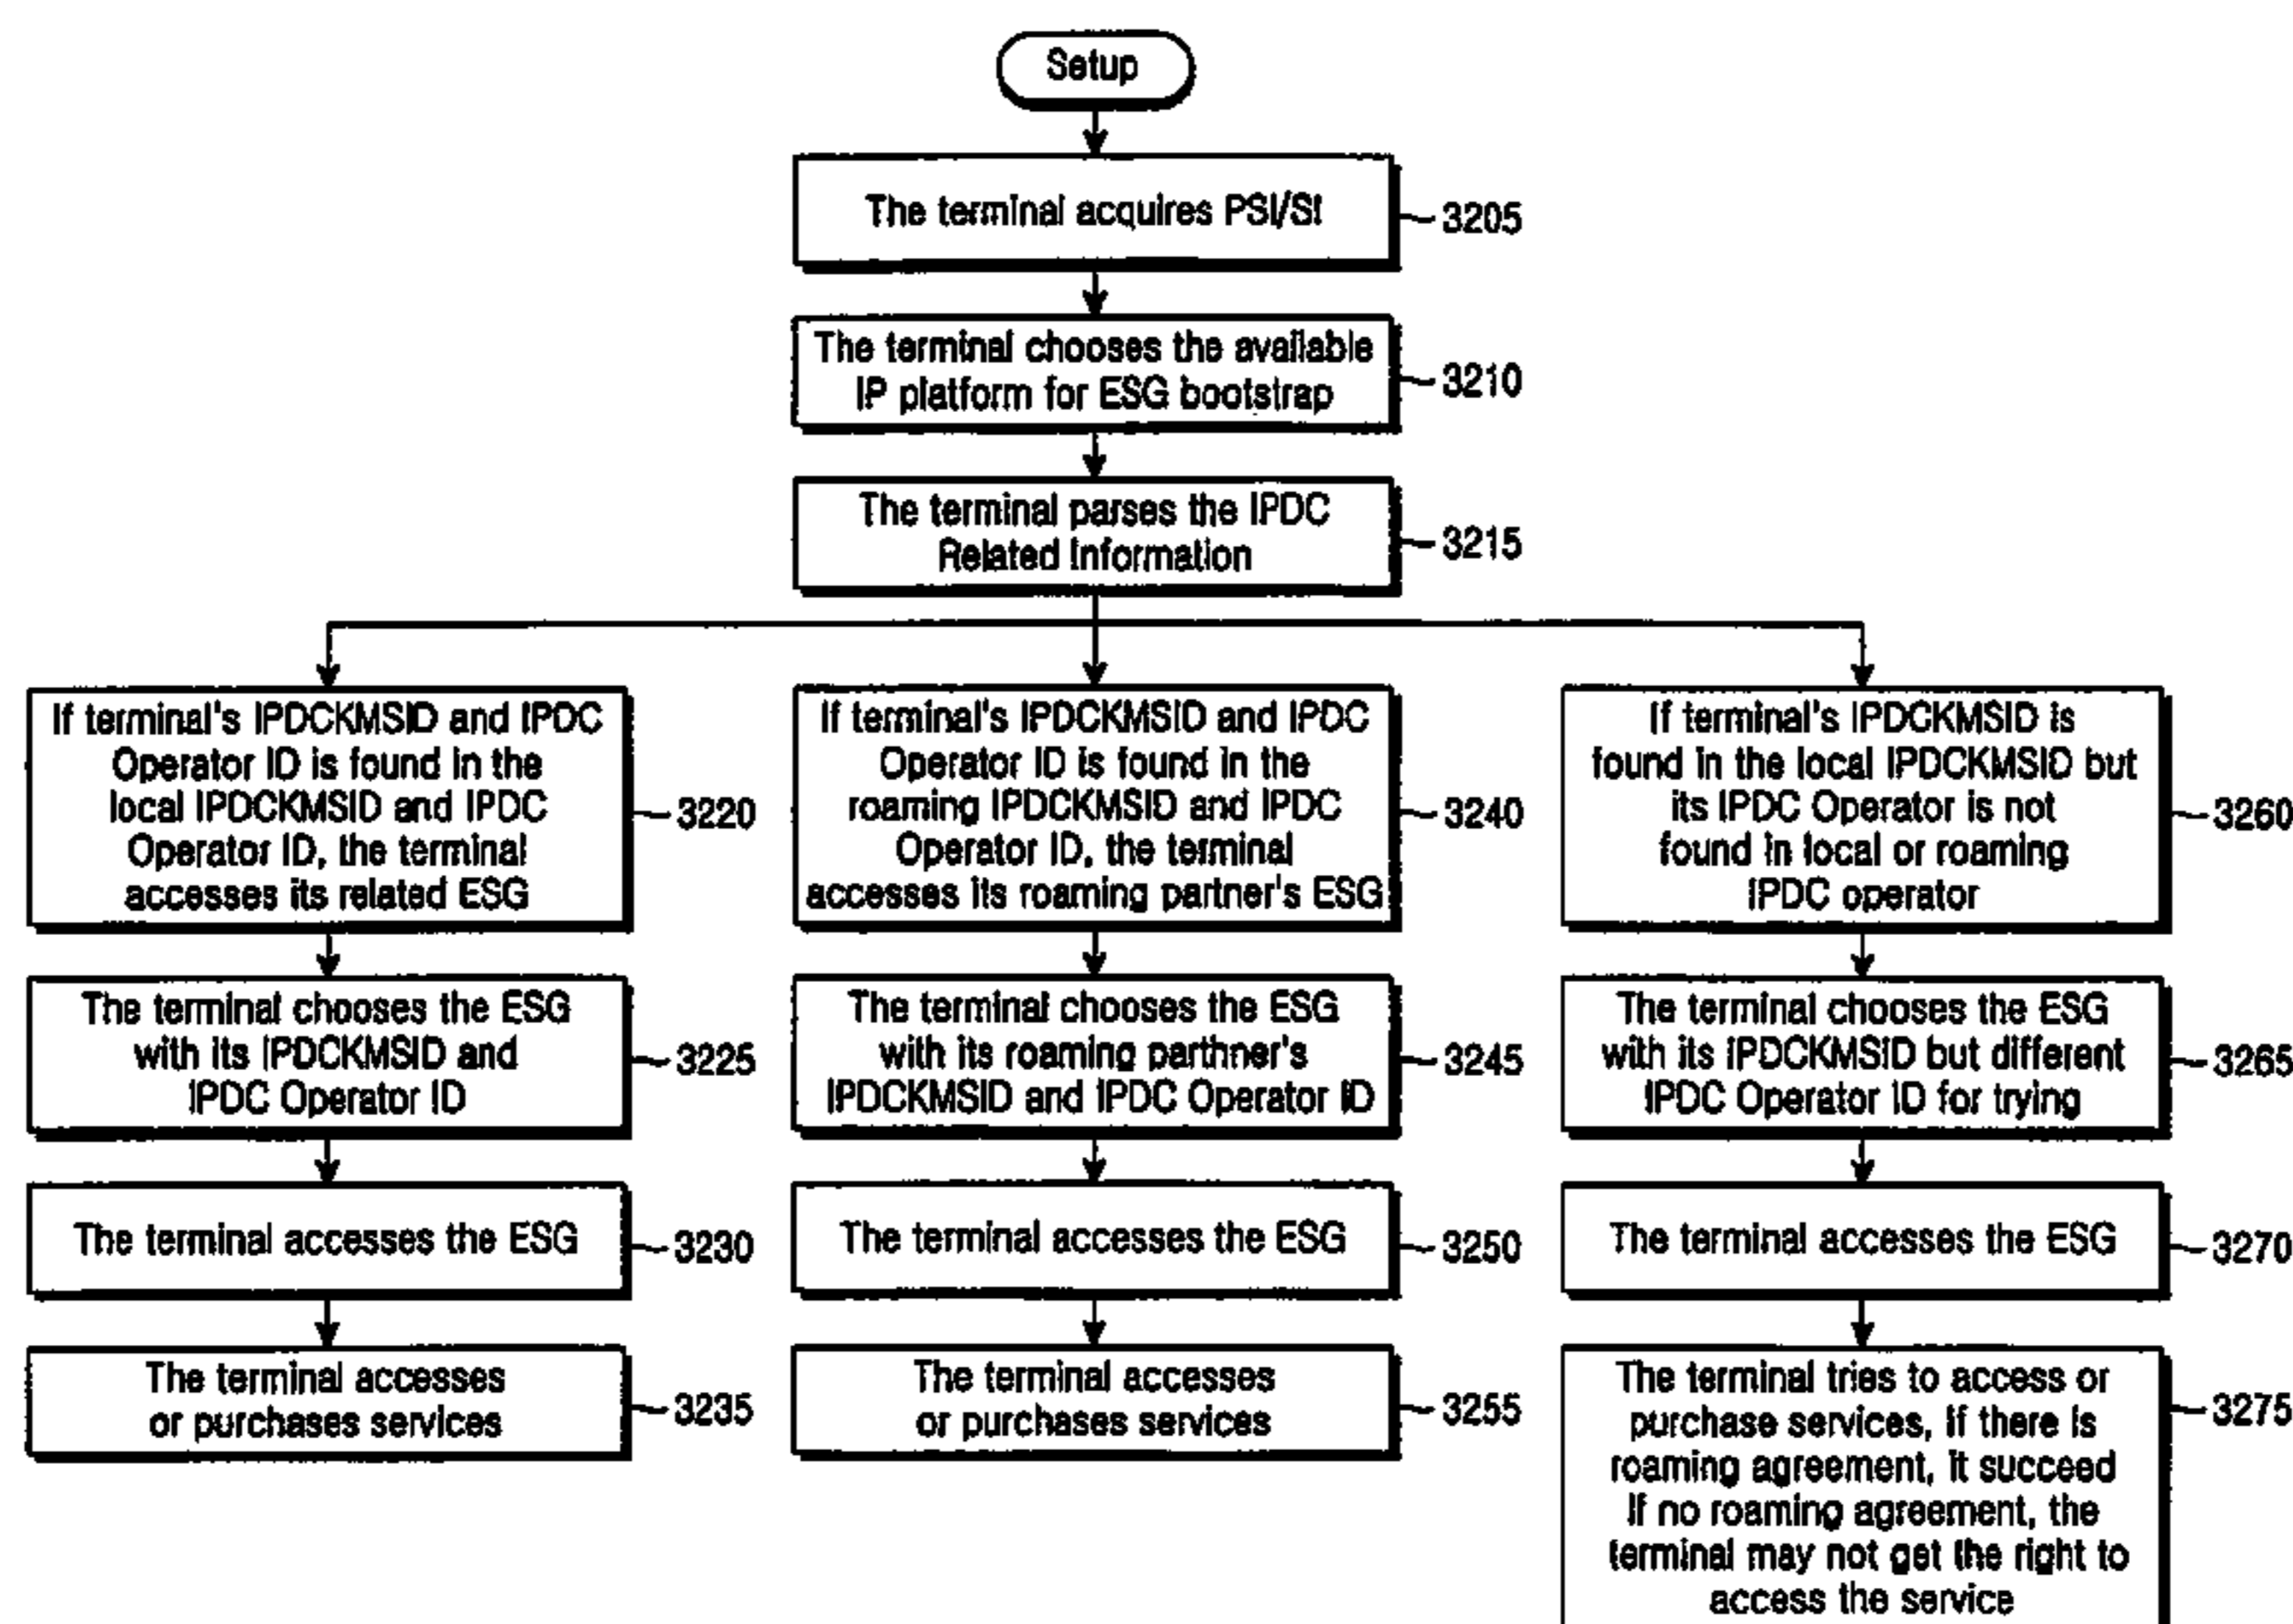 Setup
The terminal acquires PSI/SI
3205
The terminal chooses the available
IP platform for ESG bootstrap
3210
The terminal parses the IPDC
Related Information
3215
If terminal's IPDCKMSID and IPDC
Operator ID is found in the
local IPDCKMSID and IPDC
Operator ID, the terminal
accesses its related ESG
3220
The terminal chooses the ESG
with its IPDCKMSID and
IPDC Operator ID
3225
The terminal accesses the ESG
3230
The terminal accesses
or purchases services
3235
If terminal's IPDCKMSID and IPDC
Operator ID is found in the
roaming IPDCKMSID and IPDC
Operator ID, the terminal
accesses its roaming partner's ESG
3240
The terminal chooses the ESG
with its roaming parthner's
IPDCKMSID and IPDC Operator ID
3245
The terminal accesses the ESG
3250
The terminal accesses
or purchases services
3255
If terminal's IPDCKMSID is
found in the local IPDCKMSID but
its IPDC Operator is not
found in local or roaming
IPDC operator
3260
The terminal chooses the ESG
with its IPDCKMSID but different
IPDC Operator ID for trying
3265
The terminal accesses the ESG
3270
The terminal tries to access or
purchase services, If there is
roaming agreement, it succeed
If no roaming agreement, the
terminal may not get the right to
access the service
3275